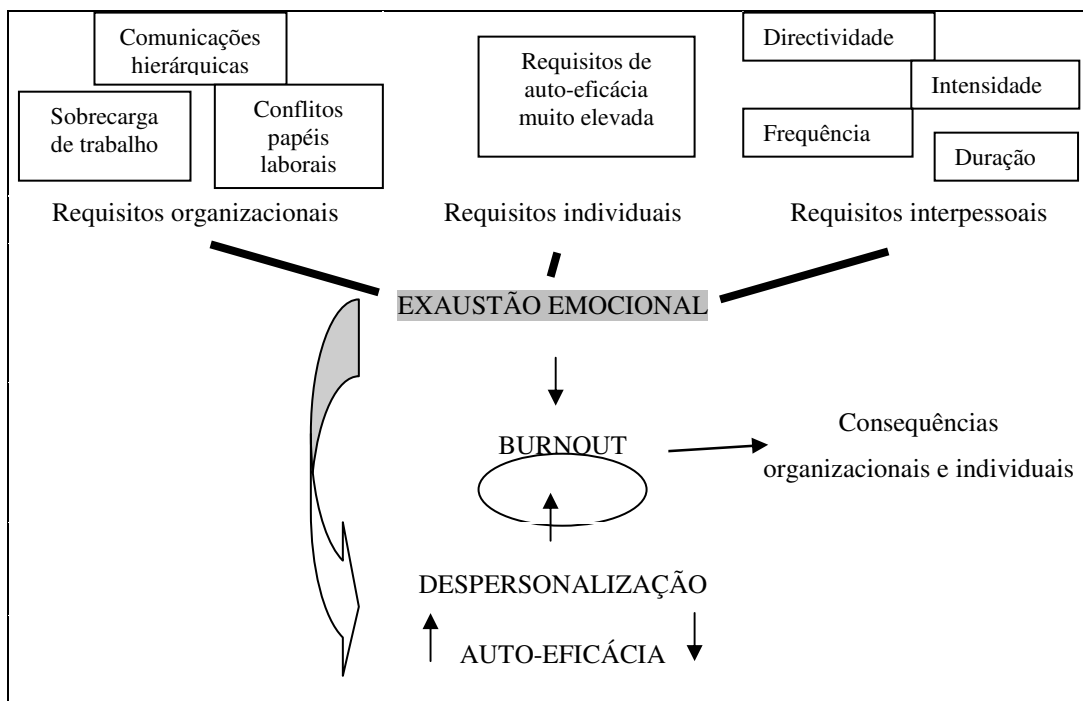 Comunicações
hierárquicas
Sobrecarga
de trabalho
Conflitos
papéis
laborais
Requisitos de
auto-eficácia
muito elevada
Directividade
Intensidade
Frequência
Duração
Requisitos organizacionais
Requisitos individuais
Requisitos interpessoais
EXAUSTÃO EMOCIONAL
BURNOUT
Consequências
organizacionais e individuais
DESPERSONALIZAÇÃO
AUTO-EFICÁCIA